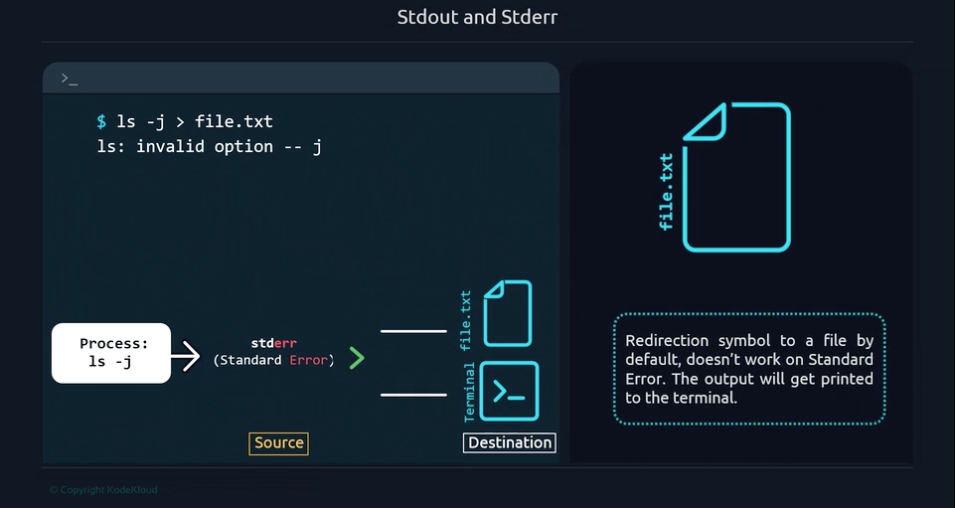 Stdout and Stderr
>_
$ ls -j > file.txt
ls: invalid option -- j
file.txt
Process:
ls -j
stderr
(Standard Error)
>
file.txt
Terminal
>_
Source
Destination
Redirection symbol to a file by
default, doesn't work on Standard
Error. The output will get printed
to the terminal.
© Copyright KodeKloud